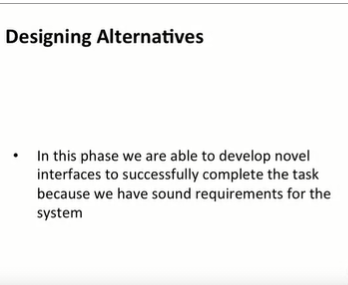 Designing Alternatives
• In this phase we are able to develop novel
interfaces to successfully complete the task
because we have sound requirements for the
system